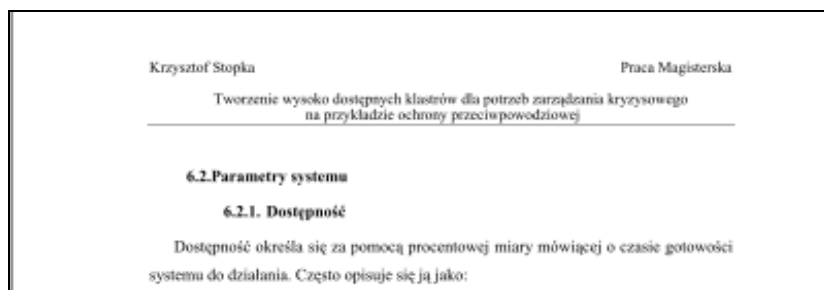 Krzysztof Stopka Praca Magisterska
Tworzenie wysoko dostępnych klastrów dla potrzeb zarządzania kryzysowego
na przykładzie ochrony przeciwpowodziowej
6.2.Parametry systemu
6.2.1. Dostępność
Dostępność określa się za pomocą procentowej miary mówiącej o czasie gotowości
systemu do działania. Często opisuje się ją jako: